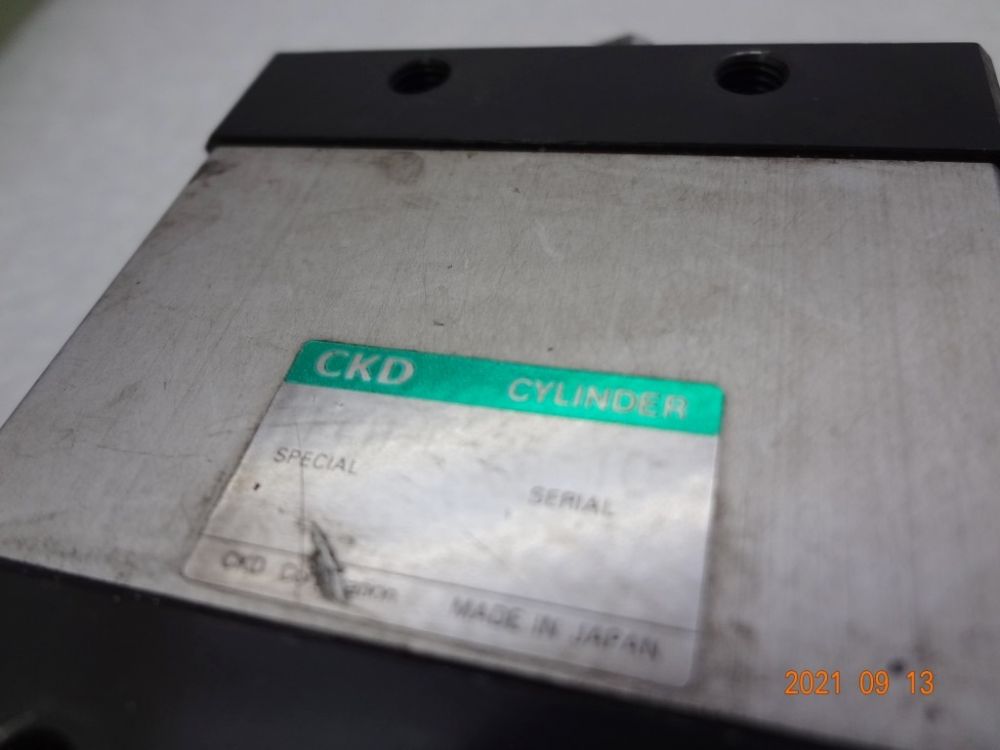 CKD CYLINDER
SPECIAL SERIAL
CKD MADE IN JAPAN
2021 09 13